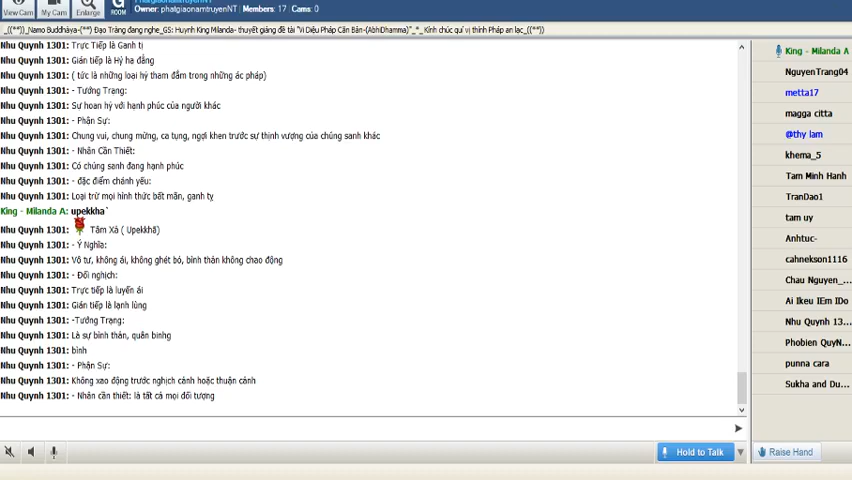 View Cam My Cam Enlarge G ROOM
Owner: phatgiaonamtruyenNT | Members: 17 | Cams: 0
_((**))_Namo Buddhāya-(**) Đạo Tràng đang nghe_GS: Huynh King Milanda- thuyết giảng đề tài "Vi Diệu Pháp Căn Bản-(AbhiDhamma)"_*_ Kính chúc quí vị thính Pháp an lạc_((**))
Nhu Quynh 1301: Trực Tiếp là Ganh tị
Nhu Quynh 1301: Gián tiếp là Hỷ hạ đẳng
Nhu Quynh 1301: ( tức là những loại hỷ tham đắm trong những ác pháp)
Nhu Quynh 1301: - Tướng Trạng:
Nhu Quynh 1301: Sự hoan hỷ với hạnh phúc của người khác
Nhu Quynh 1301: - Phận Sự:
Nhu Quynh 1301: Chung vui, chung mừng, ca tụng, ngợi khen trước sự thịnh vượng của chúng sanh khác
Nhu Quynh 1301: - Nhân Cần Thiết:
Nhu Quynh 1301: Có chúng sanh đang hạnh phúc
Nhu Quynh 1301: - đặc điểm chánh yếu:
Nhu Quynh 1301: Loại trừ mọi hình thức bất mãn, ganh tỵ
King - Milanda A: upekkha`
Nhu Quynh 1301: Tâm Xả ( Upekkhā)
Nhu Quynh 1301: - Ý Nghĩa:
Nhu Quynh 1301: Vô tư, không ái, không ghét bỏ, bình thản không chao động
Nhu Quynh 1301: - Đối nghịch:
Nhu Quynh 1301: Trực tiếp là luyến ái
Nhu Quynh 1301: Gián tiếp là lạnh lùng
Nhu Quynh 1301: -Tướng Trạng:
Nhu Quynh 1301: Là sự bình thản, quân binhg
Nhu Quynh 1301: bình
Nhu Quynh 1301: - Phận Sự:
Nhu Quynh 1301: Không xao động trước nghịch cảnh hoặc thuận cảnh
Nhu Quynh 1301: - Nhân cần thiết: là tất cả mọi đối tượng
King - Milanda A
NguyenTrang04
metta17
magga citta
@thy lam
khema_5
Tam Minh Hanh
TranDao1
tam uy
Anhtuc-
cahnekson1116
Chau Nguyen_...
Ai Ikeu IEm IDo
Nhu Quynh 13...
Phobien QuyN...
punna cara
Sukha and Du...
Hold to Talk
Raise Hand